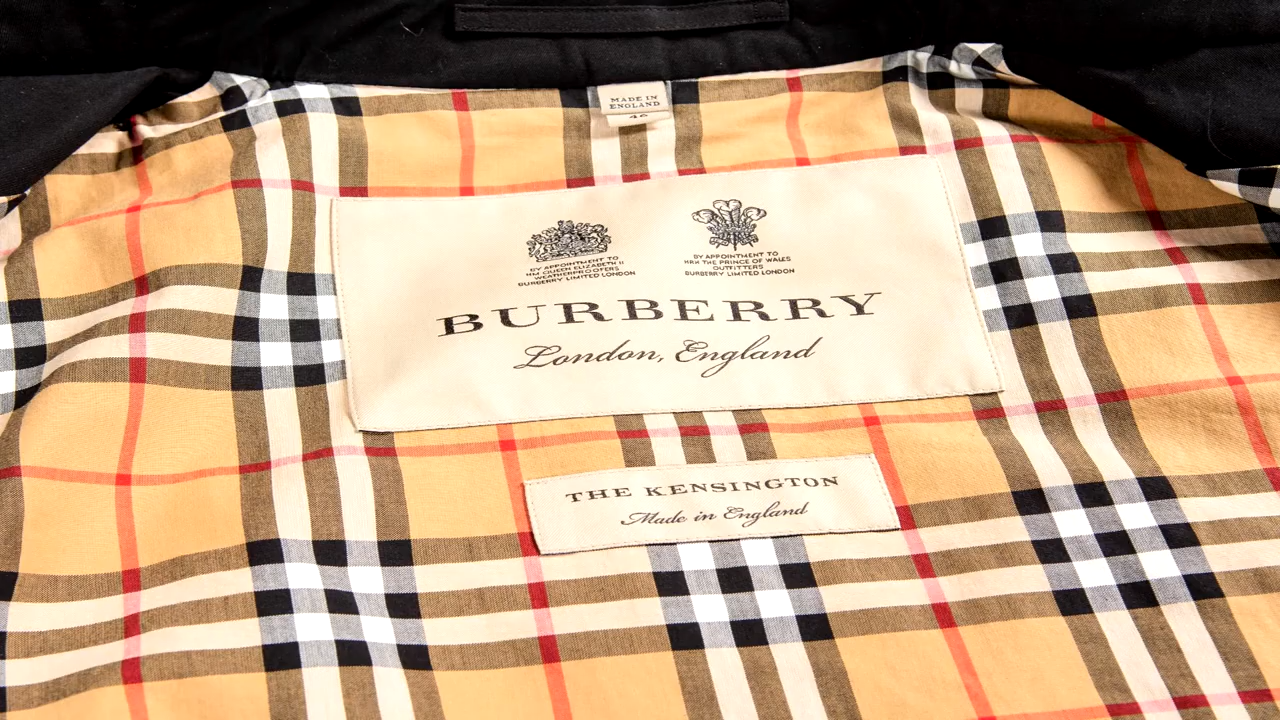 MADE IN
ENGLAND
46
BY APPOINTMENT TO
HM QUEEN ELIZABETH II
WEATHERPROOFERS
BURBERRY LIMITED LONDON
BY APPOINTMENT TO
HRH THE PRINCE OF WALES
OUTFITTERS
BURBERRY LIMITED LONDON
BURBERRY
London, England
THE KENSINGTON
Made in England